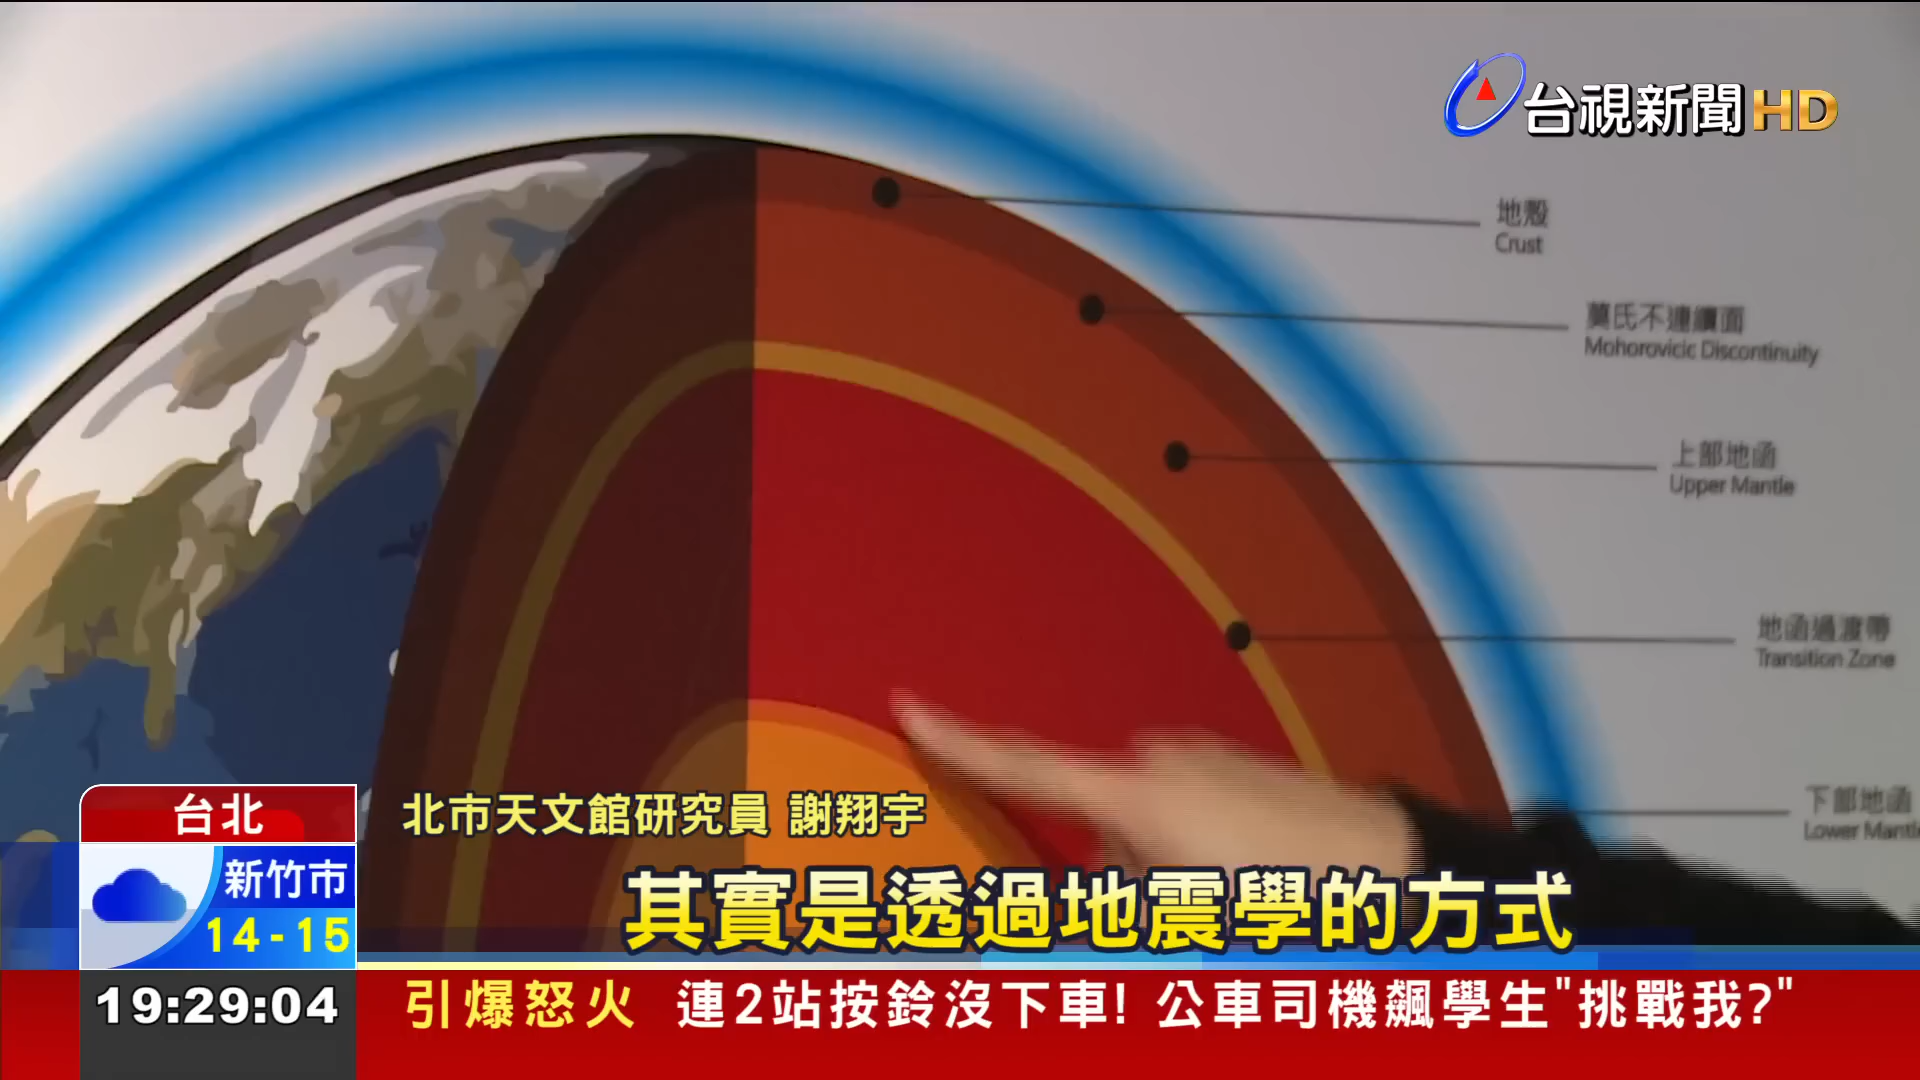 台視新聞HD
地殼
Crust
莫氏不連續面
Mohorovicic Discontinuity
上部地函
Upper Mantle
地函過渡帶
Transition Zone
下部地函
Lower Mantle
台北
新竹市
14-15
19:29:04
北市天文館研究員 謝翔宇
其實是透過地震學的方式
引爆怒火 連2站按鈴沒下車! 公車司機飆學生"挑戰我?"